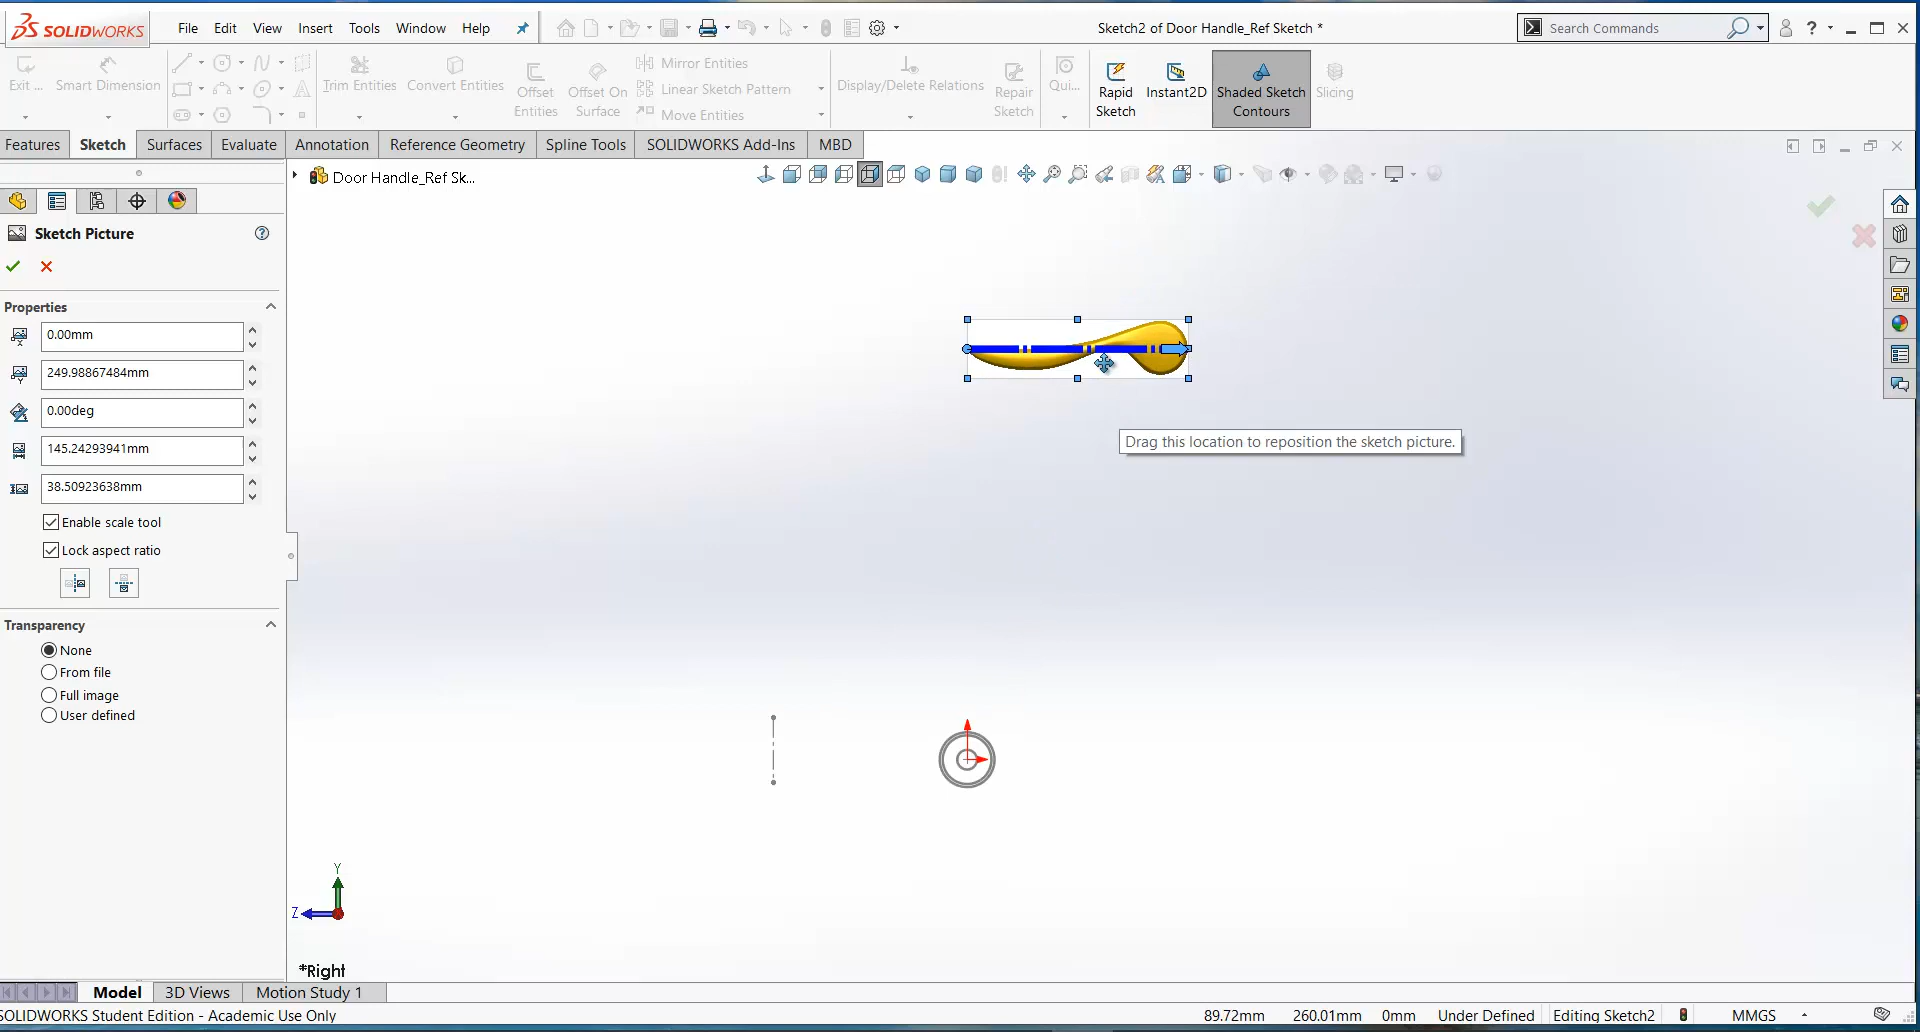 SOLIDWORKS
File Edit View Insert Tools Window Help
Sketch2 of Door Handle_Ref Sketch *
Search Commands
Exit ...
Smart Dimension
Trim Entities
Convert Entities
Offset Entities
Offset On Surface
Mirror Entities
Linear Sketch Pattern
Move Entities
Display/Delete Relations
Repair Sketch
Qui...
Rapid Sketch
Instant2D
Shaded Sketch Contours
Slicing
Features Sketch Surfaces Evaluate Annotation Reference Geometry Spline Tools SOLIDWORKS Add-Ins MBD
Door Handle_Ref Sk...
Sketch Picture
Properties
0.00mm
249.98867484mm
0.00deg
145.24293941mm
38.50923638mm
Enable scale tool
Lock aspect ratio
Transparency
None
From file
Full image
User defined
Drag this location to reposition the sketch picture.
Y
Z
*Right
Model 3D Views Motion Study 1
SOLIDWORKS Student Edition - Academic Use Only
89.72mm 260.01mm 0mm Under Defined Editing Sketch2 MMGS